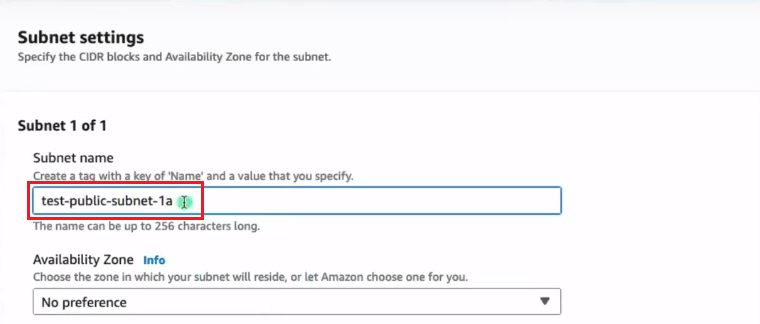 Subnet settings
Specify the CIDR blocks and Availability Zone for the subnet.
Subnet 1 of 1
Subnet name
Create a tag with a key of 'Name' and a value that you specify.
test-public-subnet-1a
The name can be up to 256 characters long.
Availability Zone Info
Choose the zone in which your subnet will reside, or let Amazon choose one for you.
No preference